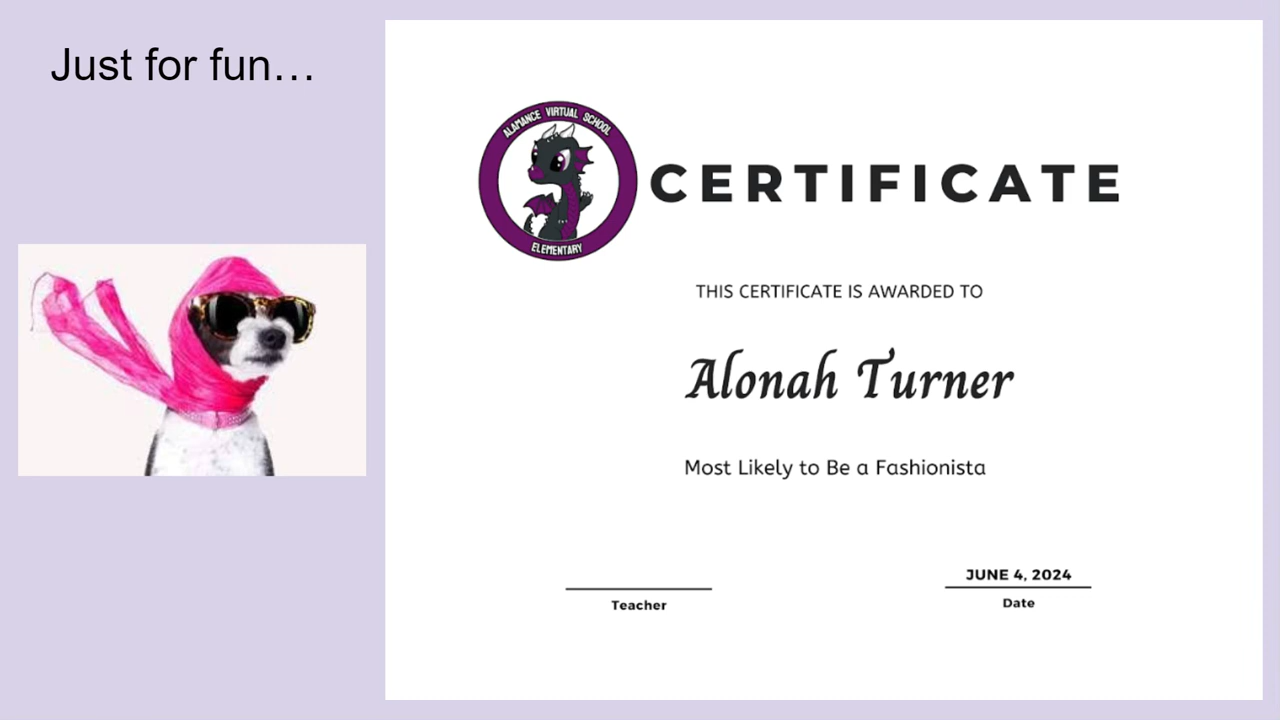 Just for fun…
ALAMANCE VIRTUAL SCHOOL
ELEMENTARY
CERTIFICATE
THIS CERTIFICATE IS AWARDED TO
Alonah Turner
Most Likely to Be a Fashionista
JUNE 4, 2024
Teacher
Date